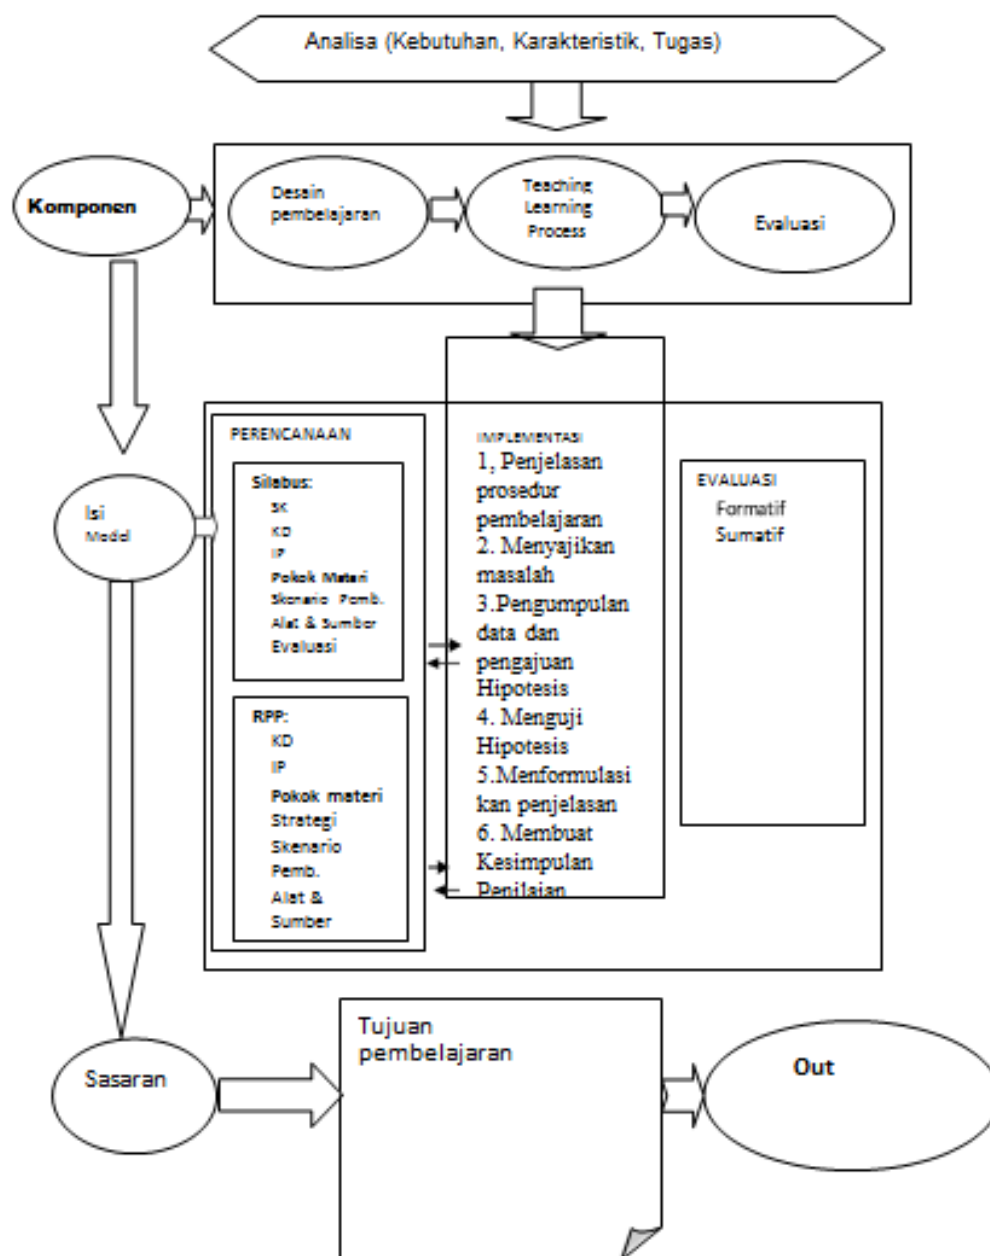 Analisa (Kebutuhan, Karakteristik, Tugas)
Komponen
Desain
pembelajaran
Teaching
Learning
Process
Evaluasi
Isi
Model
PERENCANAAN
Silabus:
SK
KD
IP
Pokok Materi
Skenario Pemb.
Alat & Sumber
Evaluasi
RPP:
KD
IP
Pokok materi
Strategi
Skenario
Pemb.
Alat &
Sumber
IMPLEMENTASI
1, Penjelasan
prosedur
pembelajaran
2. Menyajikan
masalah
3.Pengumpulan
data dan
pengajuan
Hipotesis
4. Menguji
Hipotesis
5.Menformulasi
kan penjelasan
6. Membuat
Kesimpulan
Penilaian
EVALUASI
Formatif
Sumatif
Sasaran
Tujuan
pembelajaran
Out